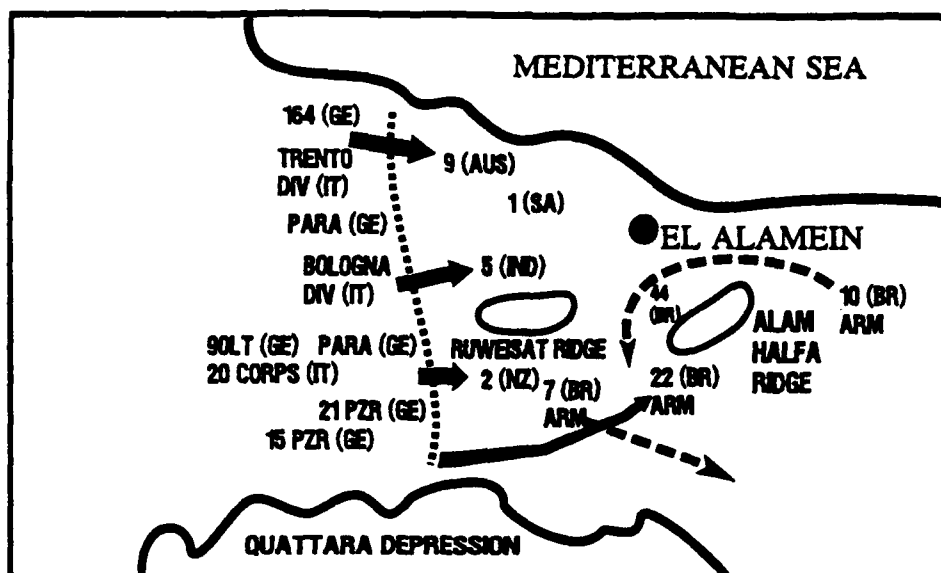 MEDITERRANEAN SEA
164 (GE)
TRENTO
DIV (IT)
9 (AUS)
1 (SA)
PARA (GE)
EL ALAMEIN
BOLOGNA
DIV (IT)
5 (IND)
44
(BR)
10 (BR)
ARM
ALAM
HALFA
RIDGE
90LT (GE) PARA (GE)
20 CORPS (IT)
RUWEISAT RIDGE
2 (NZ)
7 (BR)
ARM
22 (BR)
ARM
21 PZR (GE)
15 PZR (GE)
QUATTARA DEPRESSION